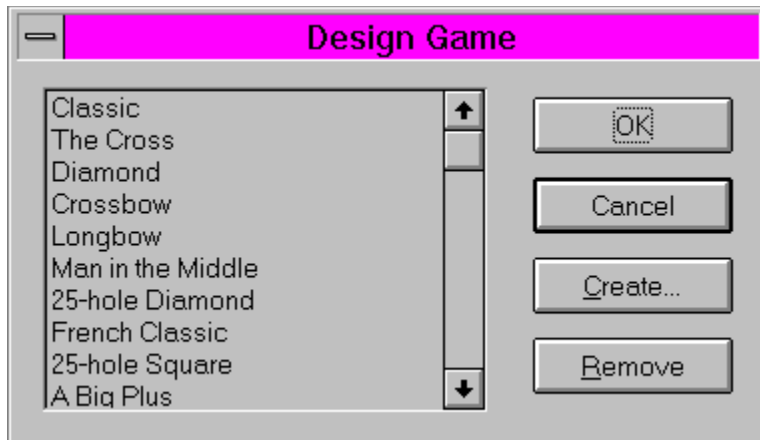 Design Game
Classic
The Cross
Diamond
Crossbow
Longbow
Man in the Middle
25-hole Diamond
French Classic
25-hole Square
A Big Plus
OK
Cancel
Create...
Remove